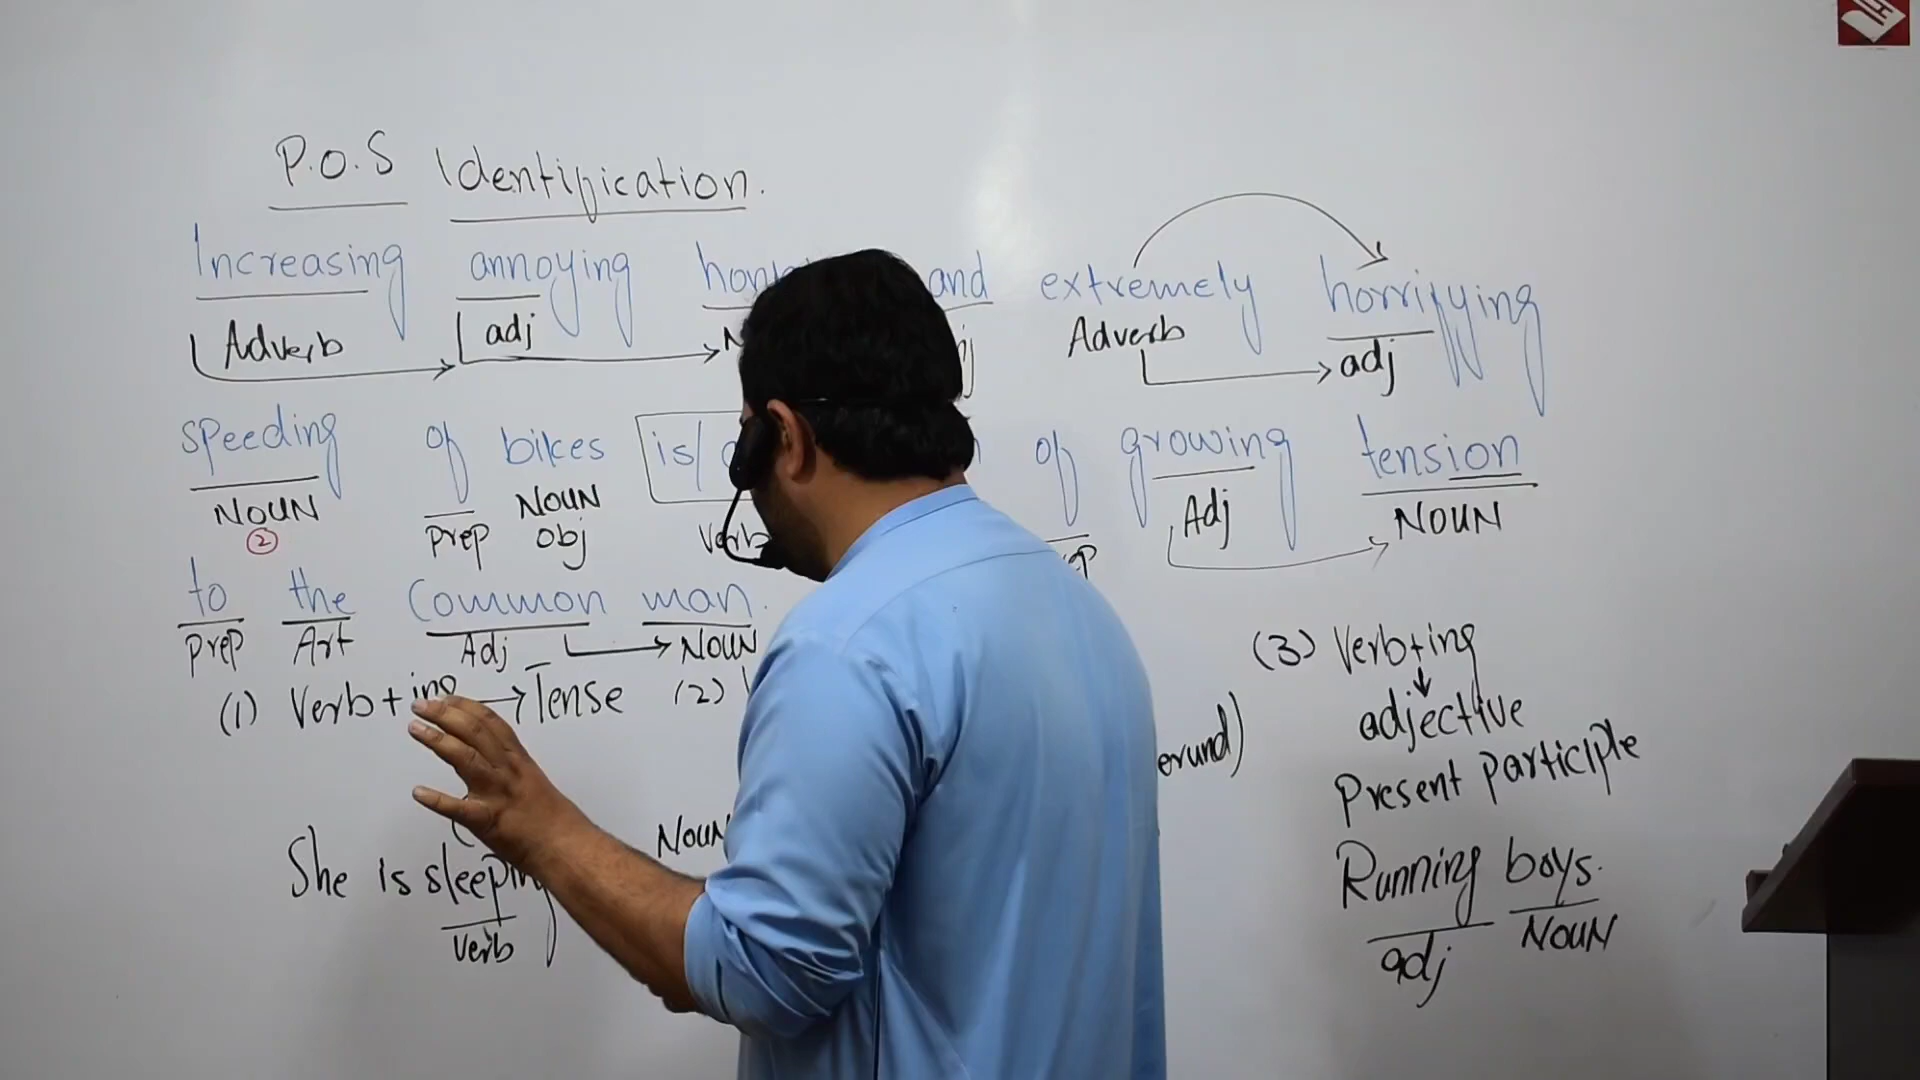 P.O.S Identification.
Increasing annoying and extremely horrifying
Adverb adj Adverb adj
speeding of bikes is/ of growing tension
NOUN prep NOUN Verb Adj NOUN
② obj
to the Common man.
prep Art Adj NOUN
(1) Verb+ing → Tense (2) (3) Verb+ing
adjective
Present participle
She is sleeping Noun Running boys.
Verb adj NOUN